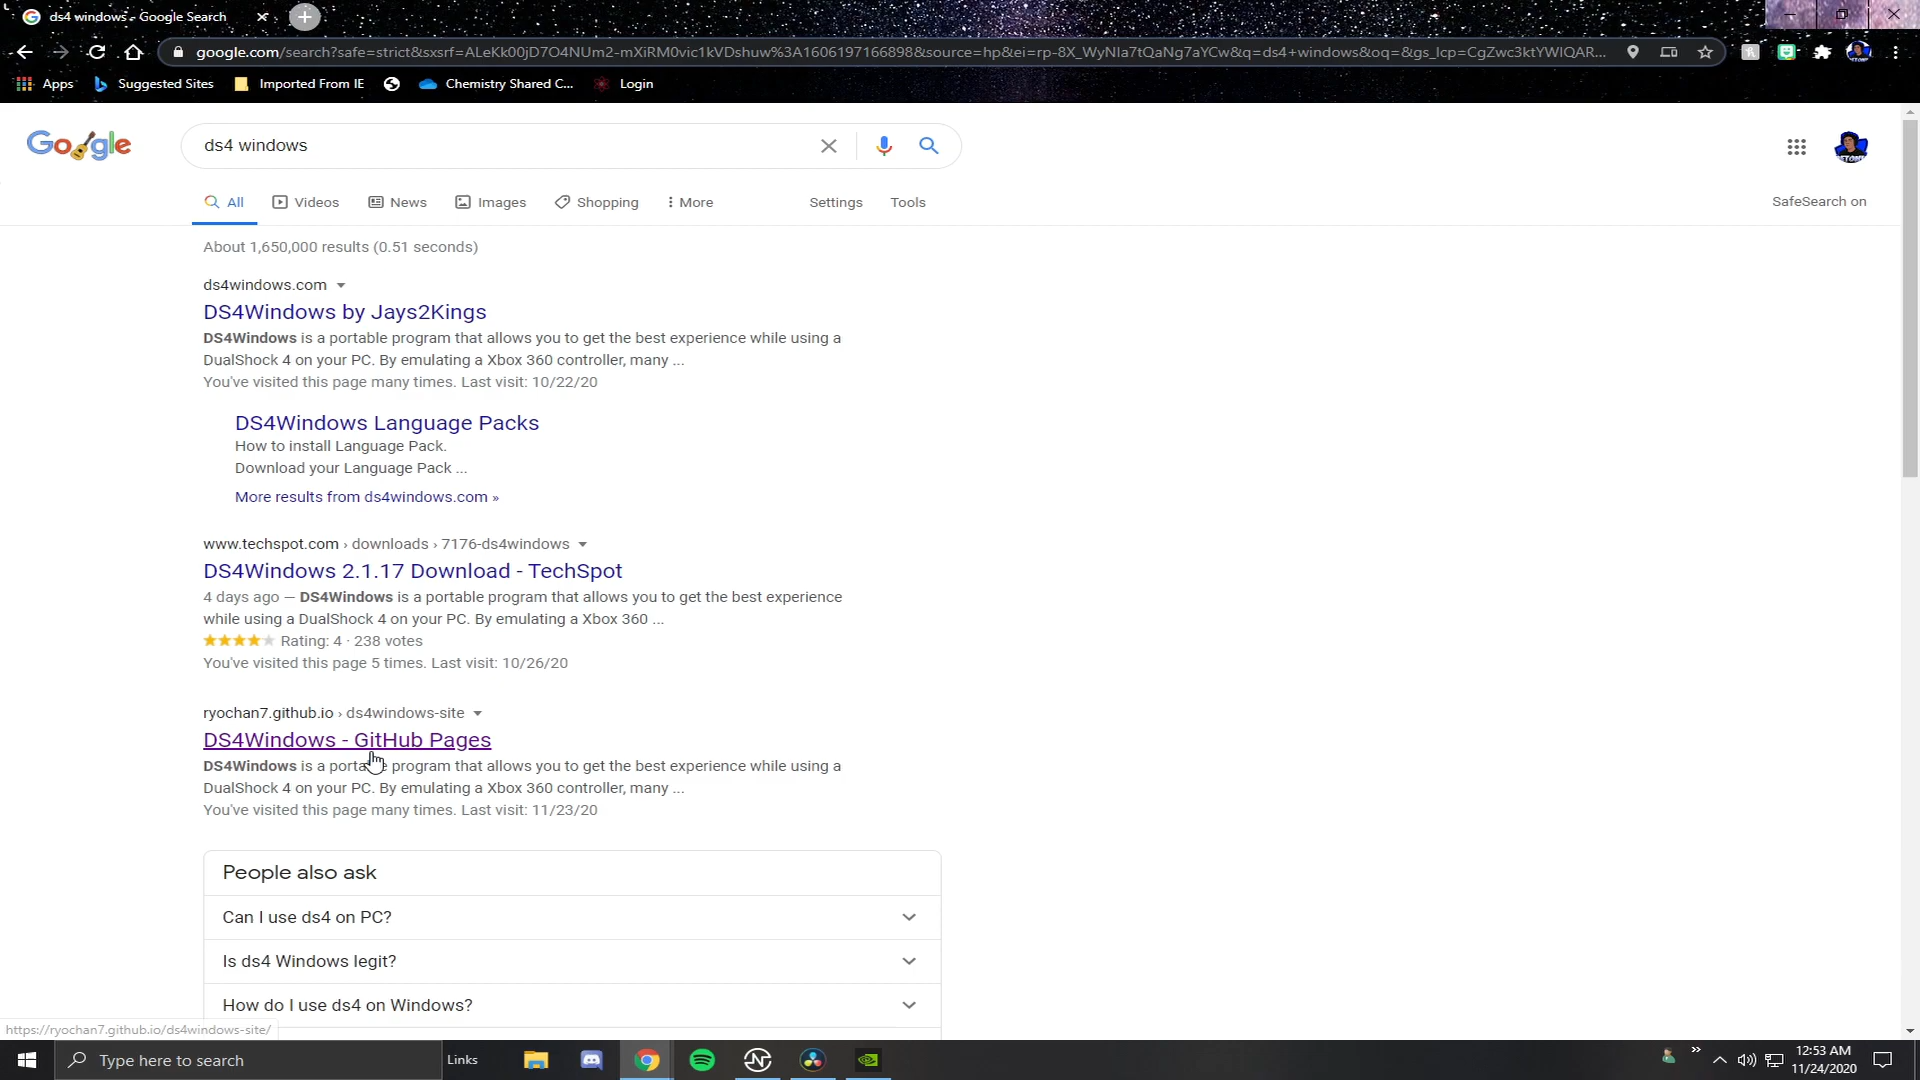 ds4 windows - Google Search
google.com/search?safe=strict&sxsrf=ALeKk00jD7O4NUm2-mXiRM0vic1kVDshuw%3A1606197166898&source=hp&ei=rp-8X_WyNIa7tQaNg7aYCw&q=ds4+windows&oq=&gs_lcp=CgZwc3ktYWIQAR...
Apps Suggested Sites Imported From IE Chemistry Shared C... Login
Google
ds4 windows
All Videos News Images Shopping More Settings Tools SafeSearch on
About 1,650,000 results (0.51 seconds)
ds4windows.com
DS4Windows by Jays2Kings
DS4Windows is a portable program that allows you to get the best experience while using a
DualShock 4 on your PC. By emulating a Xbox 360 controller, many ...
You've visited this page many times. Last visit: 10/22/20
DS4Windows Language Packs
How to install Language Pack.
Download your Language Pack ...
More results from ds4windows.com »
www.techspot.com › downloads › 7176-ds4windows
DS4Windows 2.1.17 Download - TechSpot
4 days ago — DS4Windows is a portable program that allows you to get the best experience
while using a DualShock 4 on your PC. By emulating a Xbox 360 ...
Rating: 4 · 238 votes
You've visited this page 5 times. Last visit: 10/26/20
ryochan7.github.io › ds4windows-site
DS4Windows - GitHub Pages
DS4Windows is a portable program that allows you to get the best experience while using a
DualShock 4 on your PC. By emulating a Xbox 360 controller, many ...
You've visited this page many times. Last visit: 11/23/20
People also ask
Can I use ds4 on PC?
Is ds4 Windows legit?
How do I use ds4 on Windows?
https://ryochan7.github.io/ds4windows-site/
Type here to search Links
12:53 AM
11/24/2020